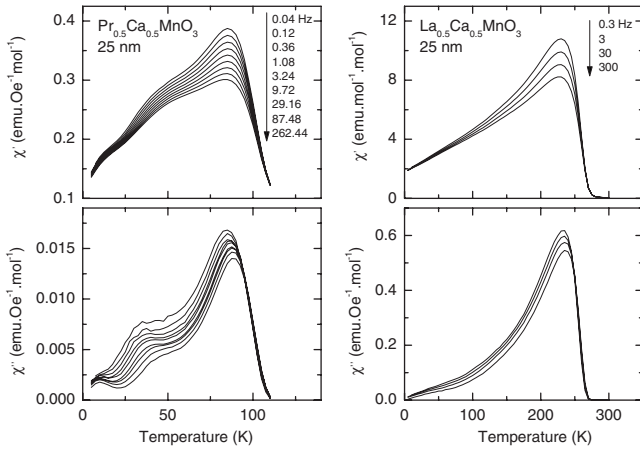 Pr0.5Ca0.5MnO3
25 nm
0.04 Hz
0.12
0.36
1.08
3.24
9.72
29.16
87.48
262.44
χ' (emu.Oe-1mol-1)
0.4
0.3
0.2
0.1
La0.5Ca0.5MnO3
25 nm
0.3 Hz
3
30
300
χ' (emu.mol-1.mol-1)
12
8
4
0
χ'' (emu.Oe-1.mol-1)
0.015
0.010
0.005
0.000
0 50 100
Temperature (K)
χ'' (emu.Oe-1.mol-1)
0.6
0.4
0.2
0.0
0 100 200 300
Temperature (K)